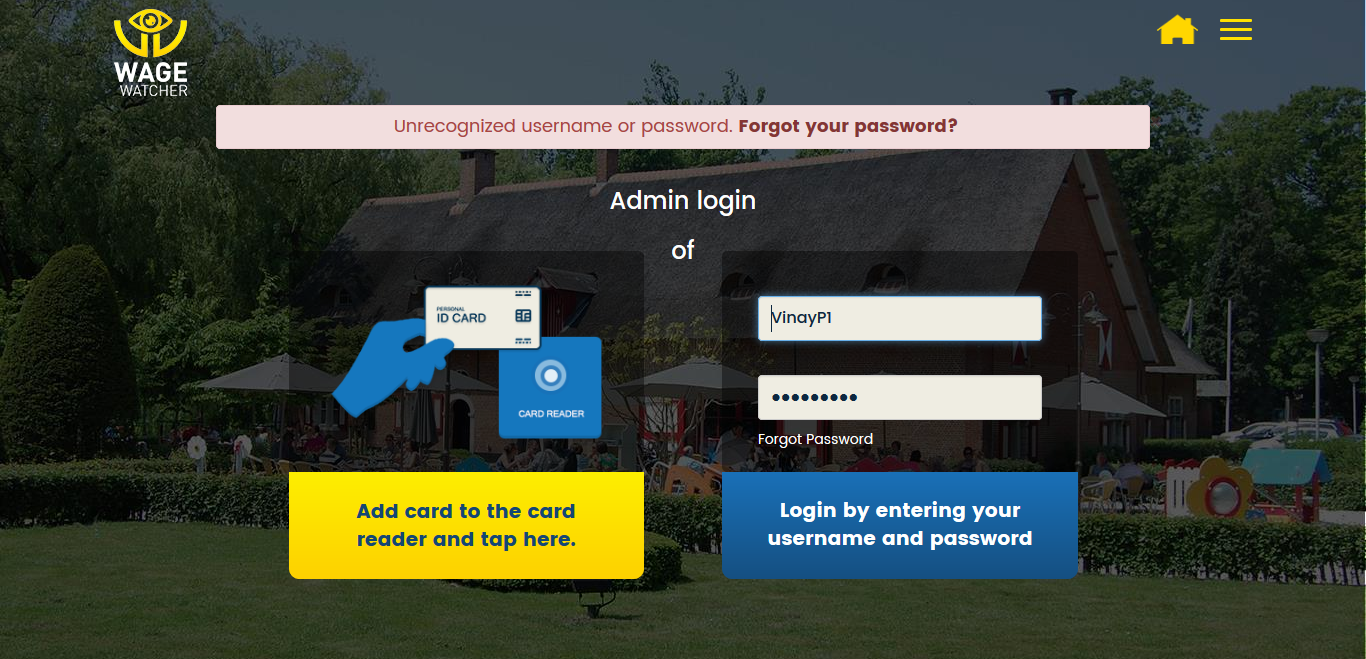 WAGE
WATCHER
Unrecognized username or password. Forgot your password?
Admin login
of
PERSONAL
ID CARD
CARD READER
Add card to the card
reader and tap here.
VinayP1
•••••••••
Forgot Password
Login by entering your
username and password